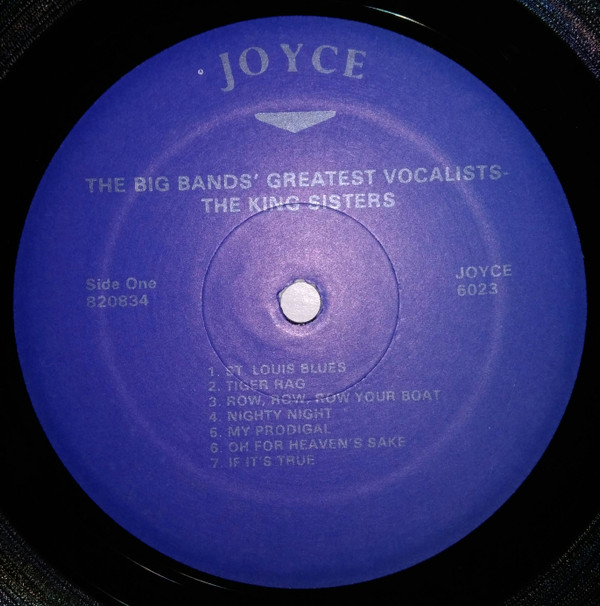 JOYCE
THE BIG BANDS' GREATEST VOCALISTS-
THE KING SISTERS
Side One
820834
JOYCE
6023
1. ST. LOUIS BLUES
2. TIGER RAG
3. ROW, ROW, ROW YOUR BOAT
4. NIGHTY NIGHT
5. MY PRODIGAL
6. OH FOR HEAVEN'S SAKE
7. IF IT'S TRUE